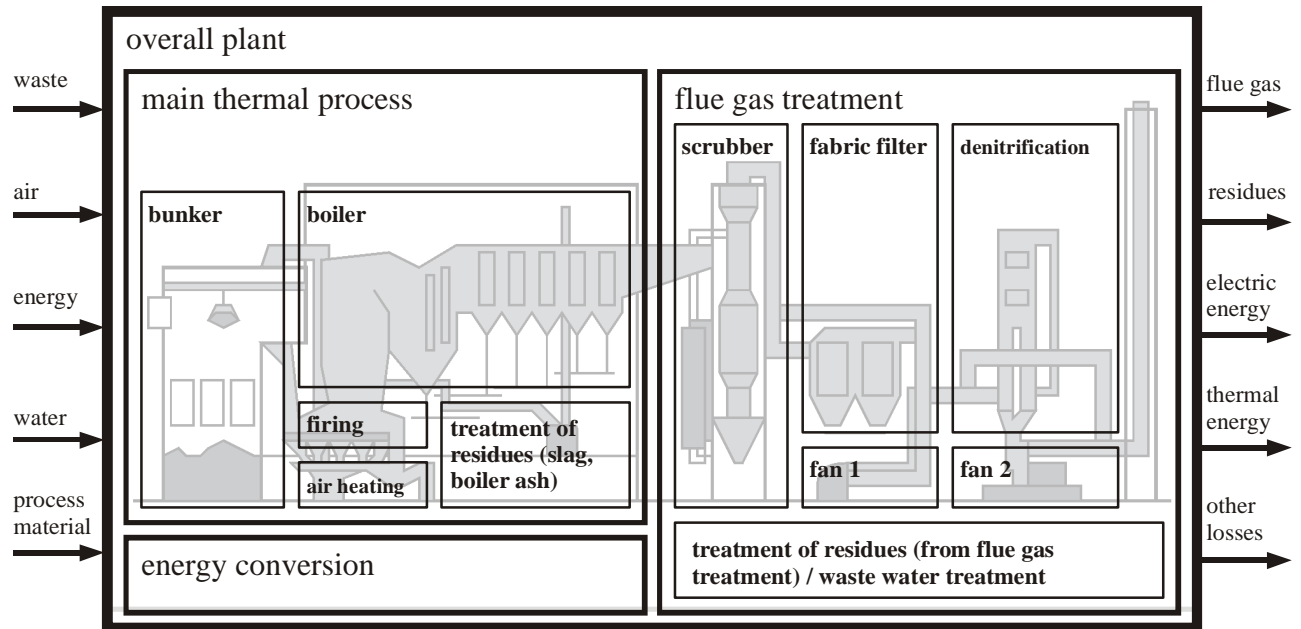 overall plant
waste
air
energy
water
process
material
main thermal process
bunker
boiler
firing
air heating
treatment of
residues (slag,
boiler ash)
energy conversion
flue gas treatment
scrubber
fabric filter
denitrification
fan 1
fan 2
treatment of residues (from flue gas
treatment) / waste water treatment
flue gas
residues
electric
energy
thermal
energy
other
losses